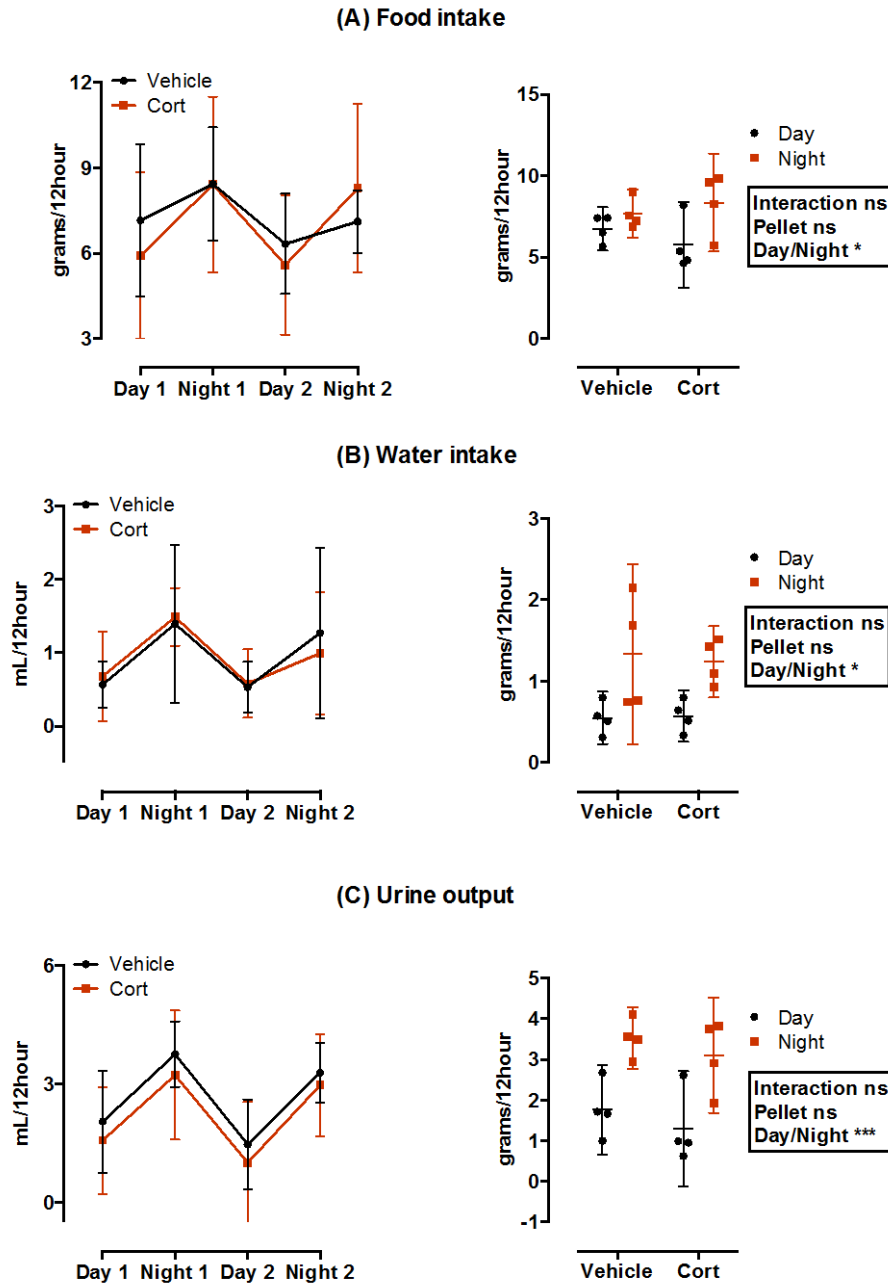 (A) Food intake
Vehicle
Cort
12
9
6
3
grams/12hour
Day 1 Night 1 Day 2 Night 2
15
10
5
0
grams/12hour
Vehicle Cort
Day
Night
Interaction ns
Pellet ns
Day/Night *
(B) Water intake
Vehicle
Cort
3
2
1
0
mL/12hour
Day 1 Night 1 Day 2 Night 2
3
2
1
0
grams/12hour
Vehicle Cort
Day
Night
Interaction ns
Pellet ns
Day/Night *
(C) Urine output
Vehicle
Cort
6
3
0
mL/12hour
Day 1 Night 1 Day 2 Night 2
5
4
3
2
1
0
-1
grams/12hour
Vehicle Cort
Day
Night
Interaction ns
Pellet ns
Day/Night ***